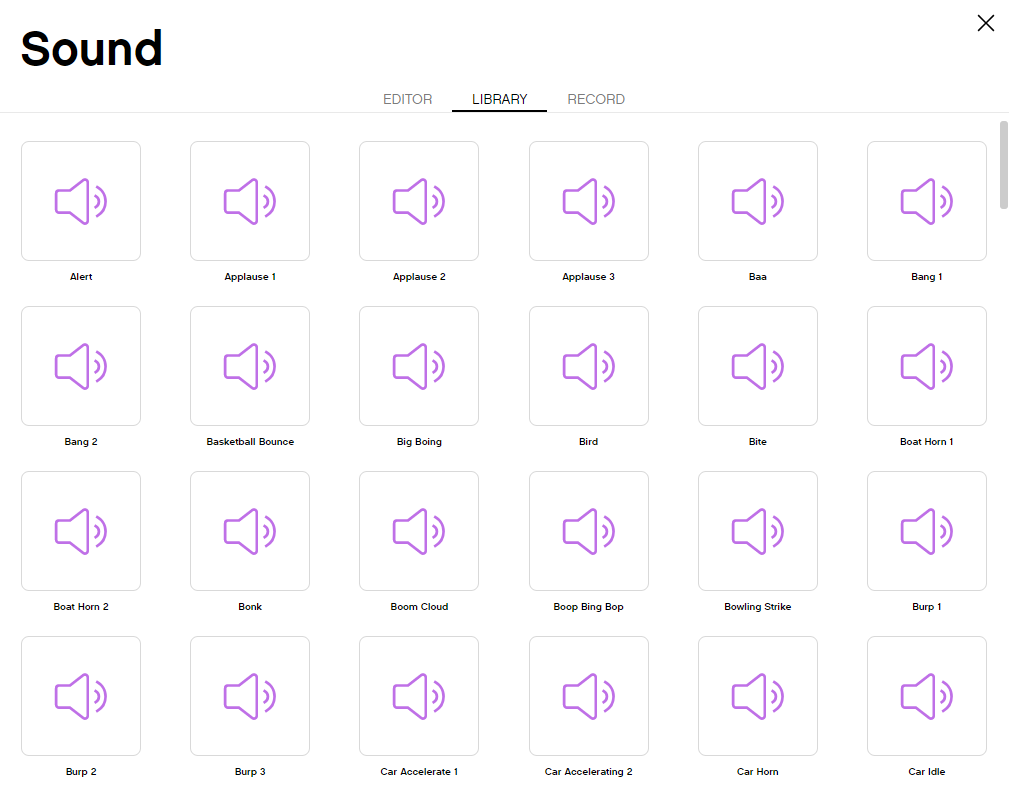 Sound
EDITOR LIBRARY RECORD
Alert Applause 1 Applause 2 Applause 3 Baa Bang 1
Bang 2 Basketball Bounce Big Boing Bird Bite Boat Horn 1
Boat Horn 2 Bonk Boom Cloud Boop Bing Bop Bowling Strike Burp 1
Burp 2 Burp 3 Car Accelerate 1 Car Accelerating 2 Car Horn Car Idle